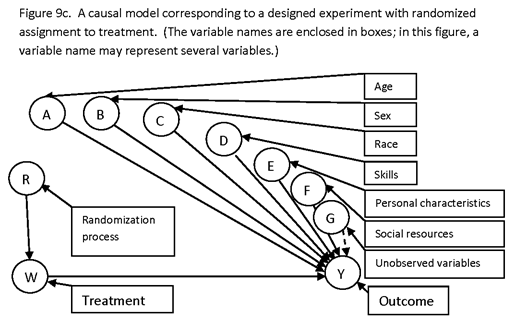 Figure 9c. A causal model corresponding to a designed experiment with randomized
assignment to treatment. (The variable names are enclosed in boxes; in this figure, a
variable name may represent several variables.)
Age
A
B
Sex
C
Race
D
Skills
E
R
F
Personal characteristics
G
Randomization
process
Social resources
Unobserved variables
W
Y
Treatment
Outcome